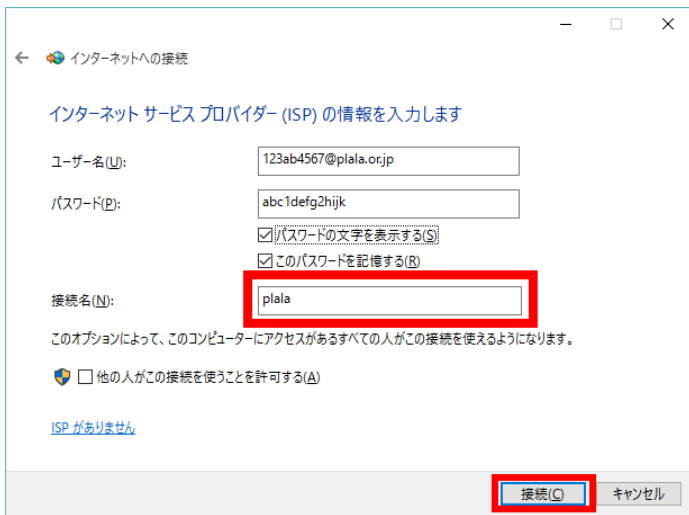 インターネットへの接続
インターネット サービス プロバイダー (ISP) の情報を入力します
ユーザー名(U): 123ab4567@plala.or.jp
パスワード(P): abc1defg2hijk
パスワードの文字を表示する(S)
このパスワードを記憶する(R)
接続名(N): plala
このオプションによって、このコンピューターにアクセスがあるすべての人がこの接続を使えるようになります。
他の人がこの接続を使うことを許可する(A)
ISP がありません
接続(C) キャンセル